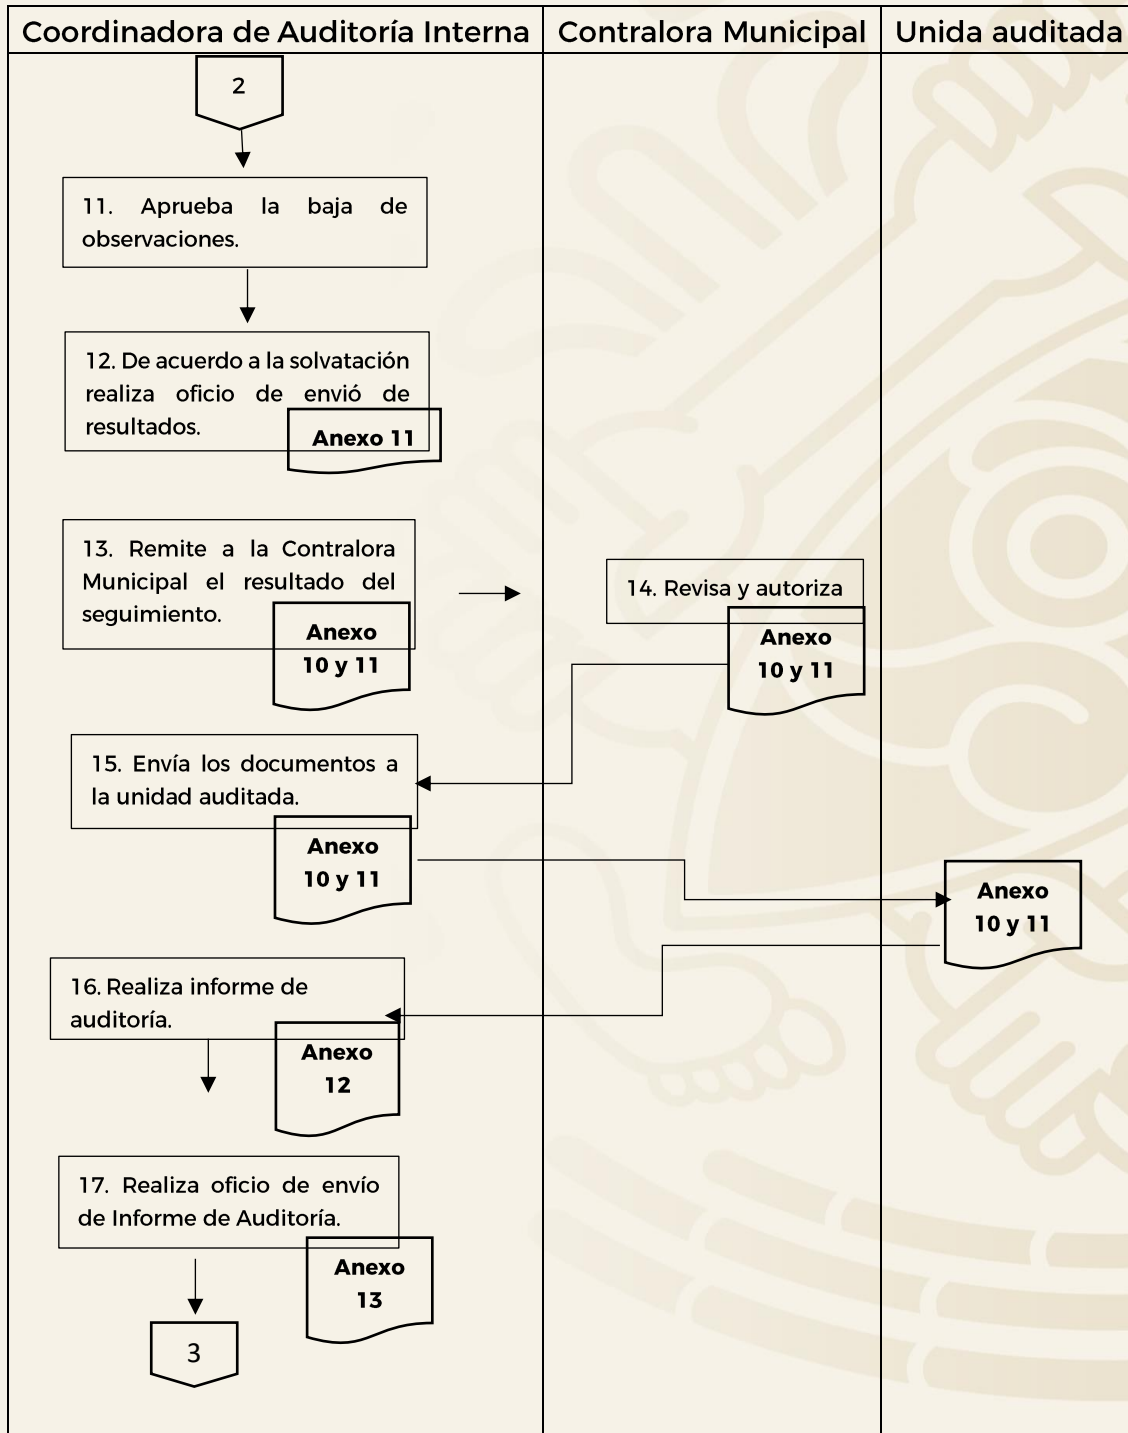 Coordinadora de Auditoría Interna
Contralora Municipal
Unida auditada
2
11. Aprueba la baja de
observaciones.
12. De acuerdo a la solvatación
realiza oficio de envió de
resultados.
Anexo 11
13. Remite a la Contralora
Municipal el resultado del
seguimiento.
Anexo
10 y 11
14. Revisa y autoriza
Anexo
10 y 11
15. Envía los documentos a
la unidad auditada.
Anexo
10 y 11
Anexo
10 y 11
16. Realiza informe de
auditoría.
Anexo
12
17. Realiza oficio de envío
de Informe de Auditoría.
Anexo
13
3